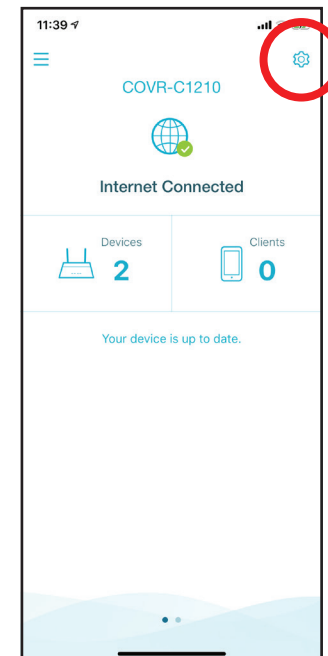 11:39
COVR-C1210
Internet Connected
Devices
2
Clients
0
Your device is up to date.